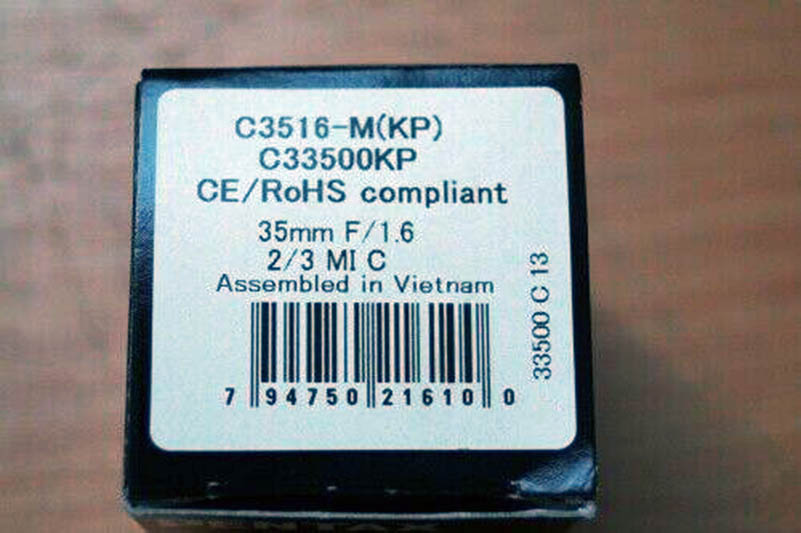 C3516-M(KP)
C33500KP
CE/RoHS compliant
35mm F/1.6
2/3 MI C
Assembled in Vietnam
7 94750 21610 0
33500 C 13